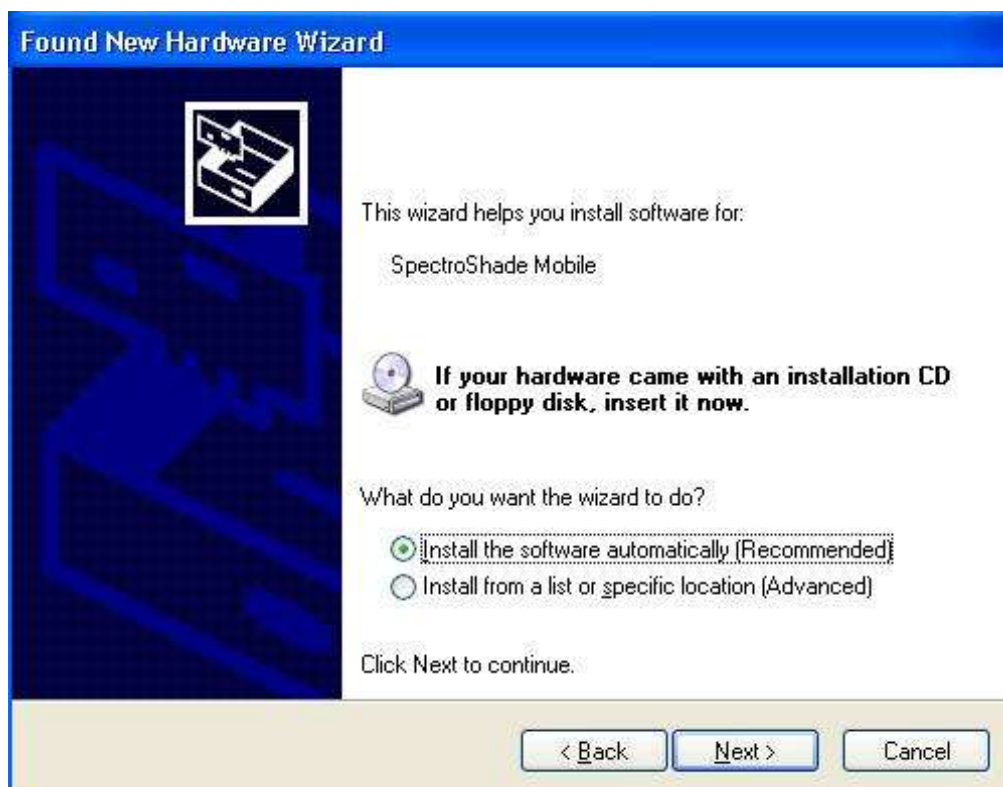 Found New Hardware Wizard
This wizard helps you install software for:
SpectroShade Mobile
If your hardware came with an installation CD
or floppy disk, insert it now.
What do you want the wizard to do?
Install the software automatically (Recommended)
Install from a list or specific location (Advanced)
Click Next to continue.
< Back
Next >
Cancel